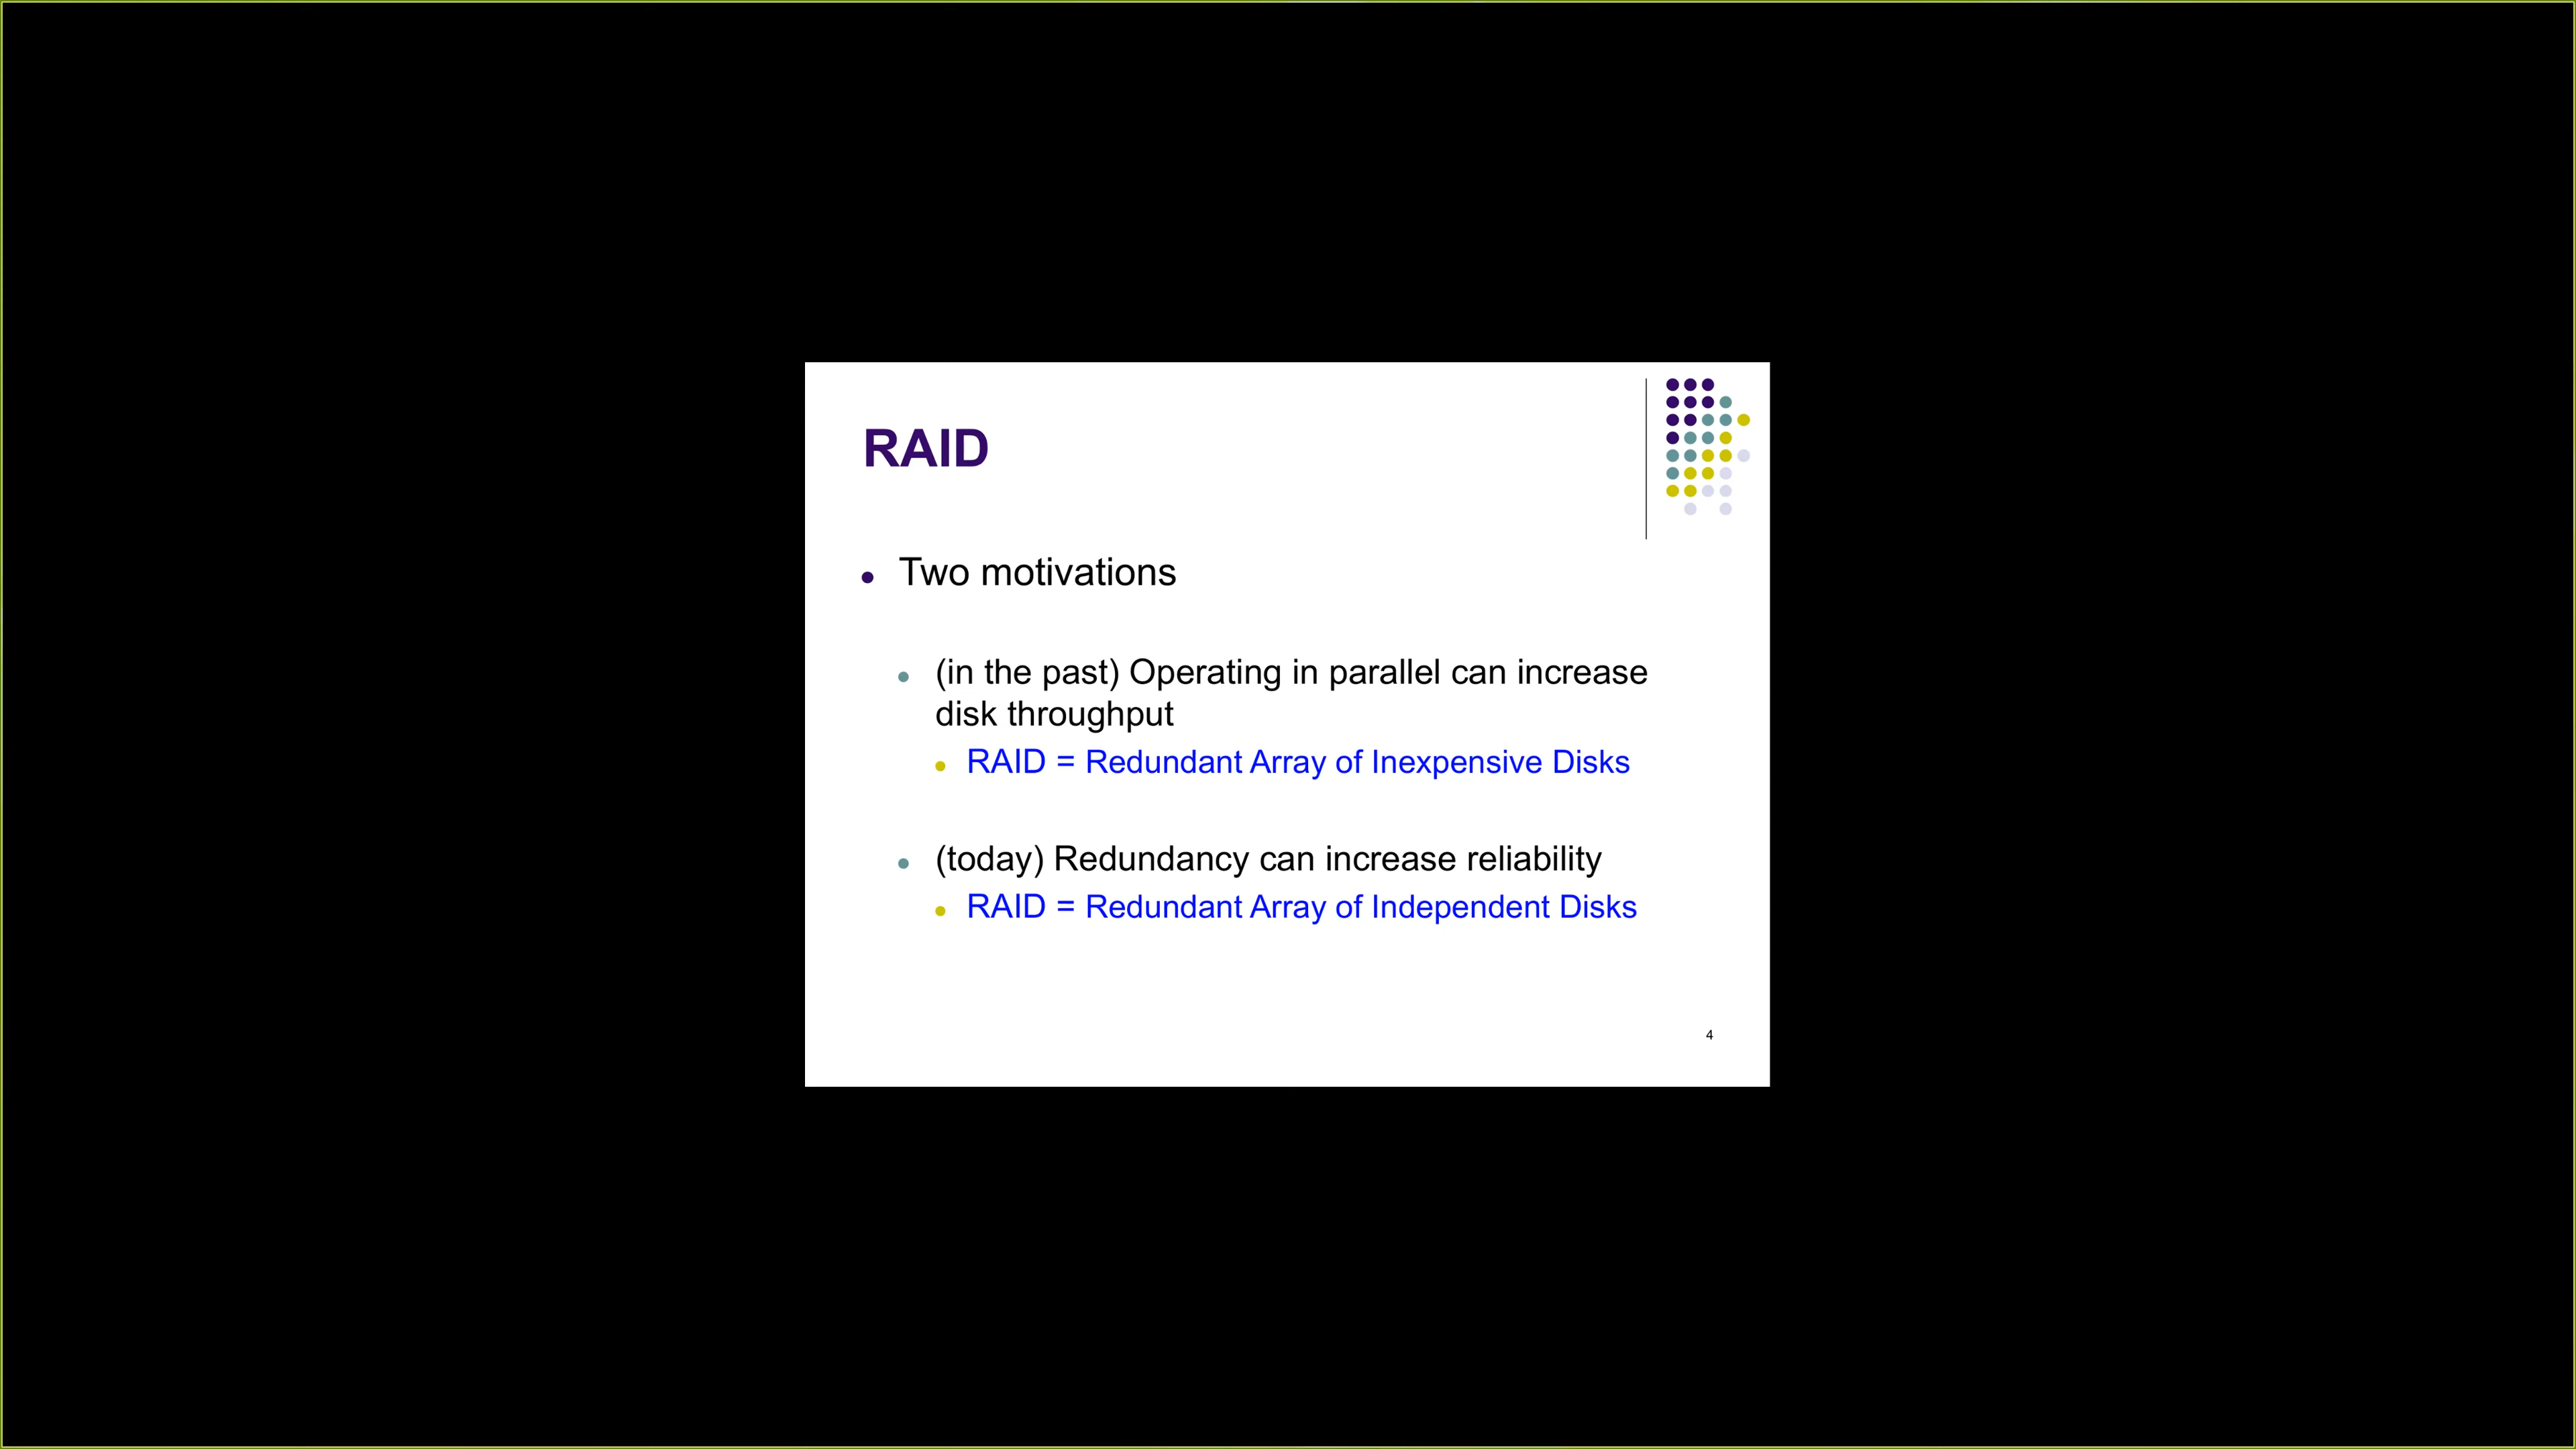 RAID
Two motivations
(in the past) Operating in parallel can increase
disk throughput
RAID = Redundant Array of Inexpensive Disks
(today) Redundancy can increase reliability
RAID = Redundant Array of Independent Disks
4